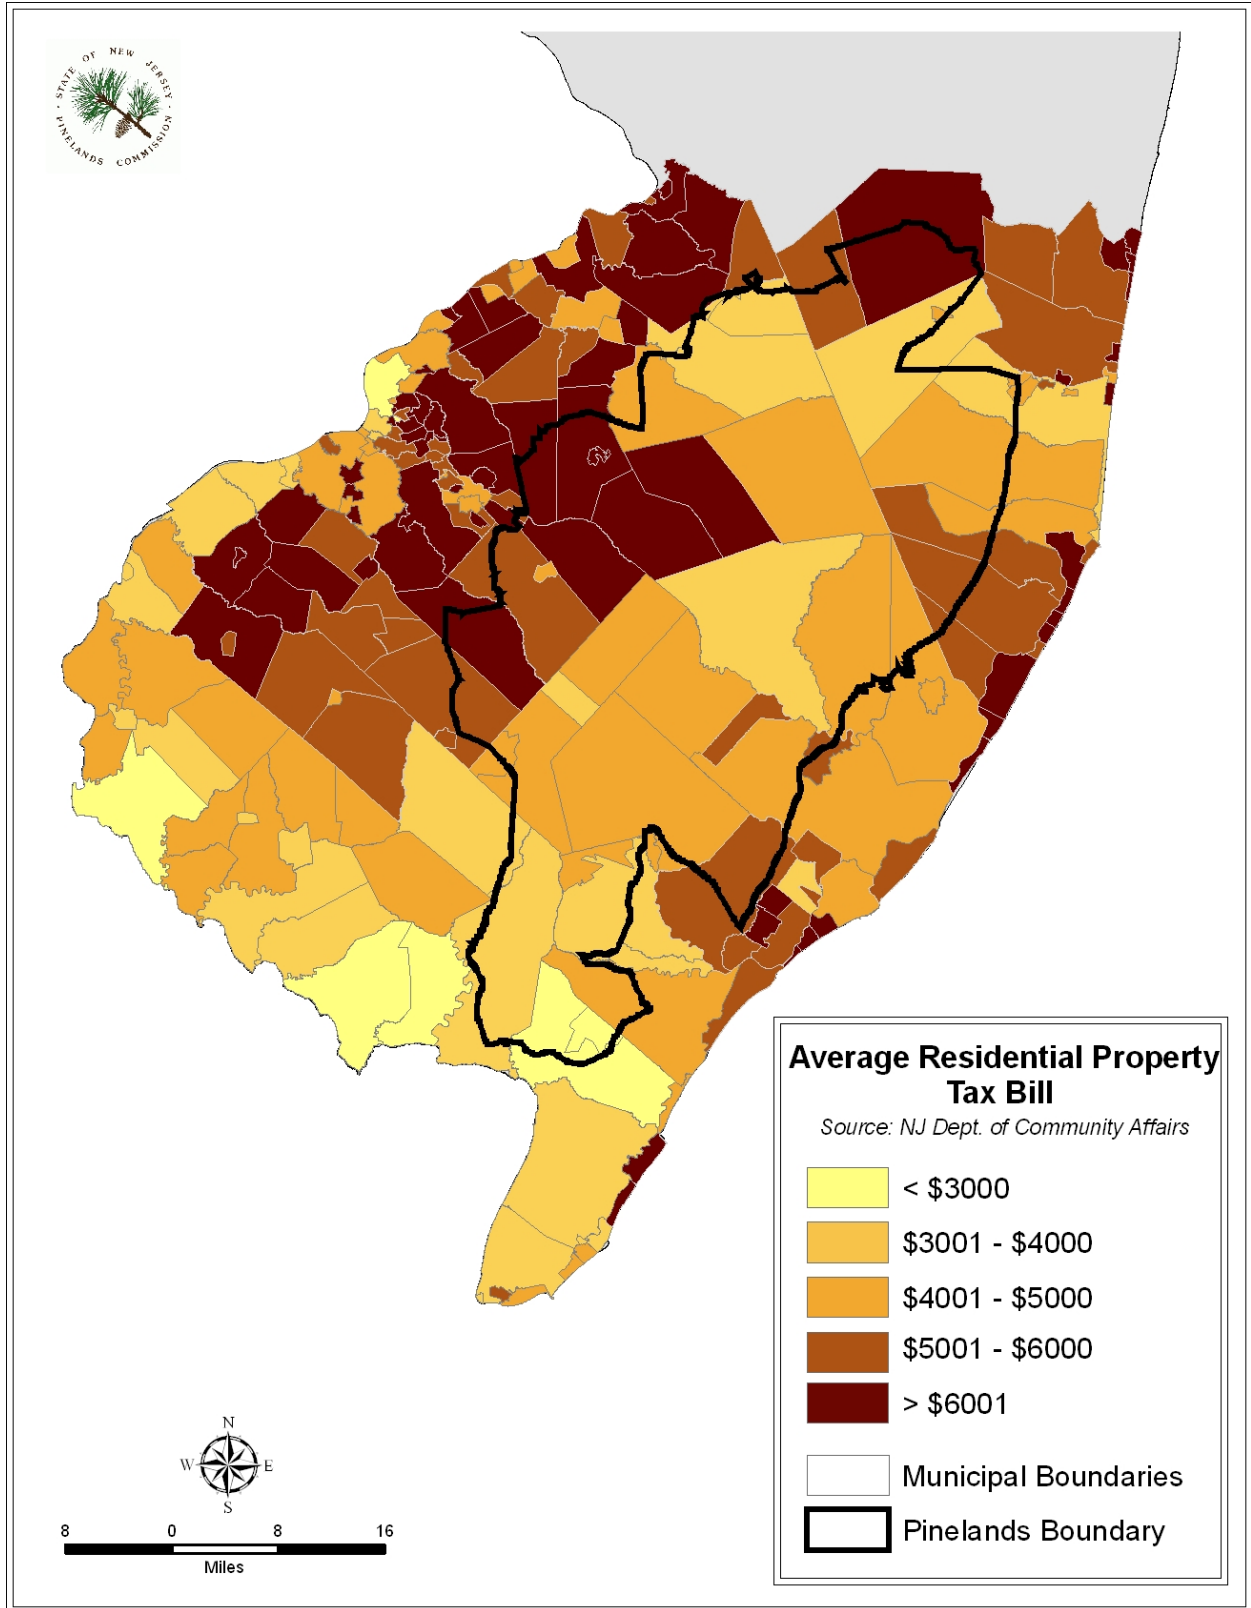 STATE OF NEW JERSEY
PINELANDS COMMISSION
Average Residential Property
Tax Bill
Source: NJ Dept. of Community Affairs
< $3000
$3001 - $4000
$4001 - $5000
$5001 - $6000
> $6001
Municipal Boundaries
Pinelands Boundary
N
W E
S
8 0 8 16
Miles